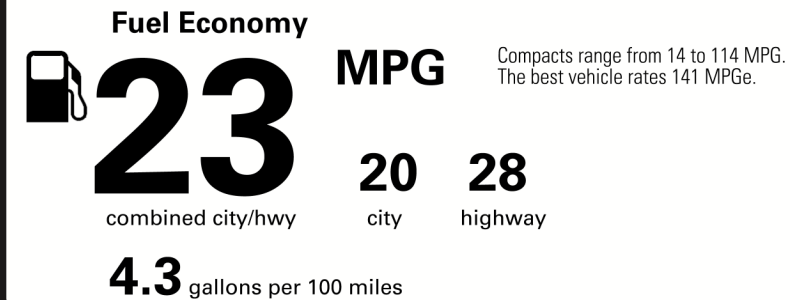 Fuel Economy
23 MPG
Compacts range from 14 to 114 MPG.
The best vehicle rates 141 MPGe.
combined city/hwy
20
city
28
highway
4.3 gallons per 100 miles